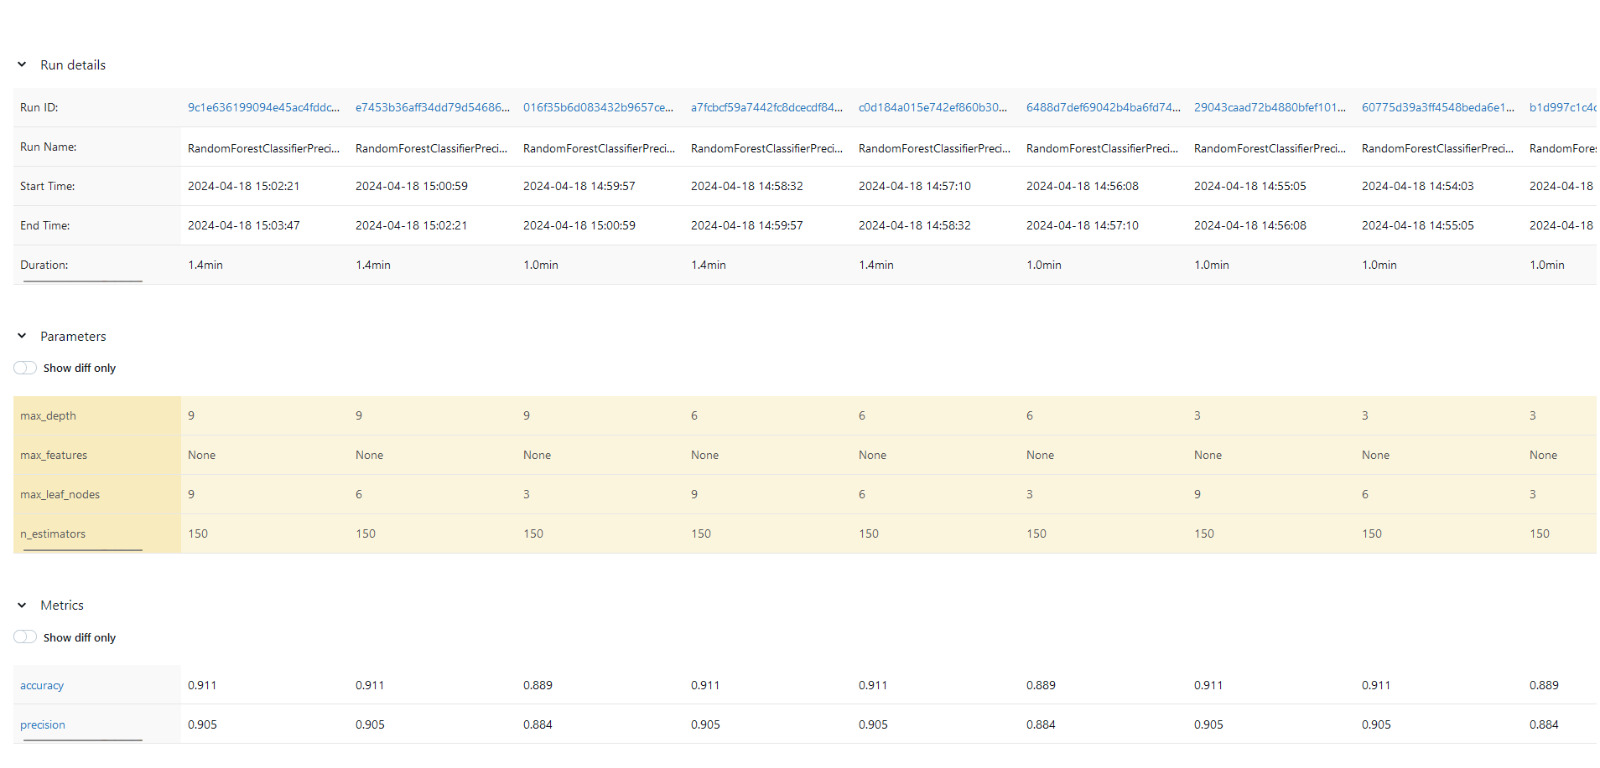 Run details
Run ID: 9c1e636199094e45ac4fddc... e7453b36aff34dd79d54686... 016f35b6d083432b9657ce... a7fcbcf59a7442fc8dcecdf84... c0d184a015e742ef860b30... 6488d7def69042b4ba6fd74... 29043caad72b4880bfef101... 60775d39a3ff4548beda6e1... b1d997c1c4c
Run Name: RandomForestClassifierPreci... RandomForestClassifierPreci... RandomForestClassifierPreci... RandomForestClassifierPreci... RandomForestClassifierPreci... RandomForestClassifierPreci... RandomForestClassifierPreci... RandomForestClassifierPreci... RandomFores
Start Time: 2024-04-18 15:02:21 2024-04-18 15:00:59 2024-04-18 14:59:57 2024-04-18 14:58:32 2024-04-18 14:57:10 2024-04-18 14:56:08 2024-04-18 14:55:05 2024-04-18 14:54:03 2024-04-18
End Time: 2024-04-18 15:03:47 2024-04-18 15:02:21 2024-04-18 15:00:59 2024-04-18 14:59:57 2024-04-18 14:58:32 2024-04-18 14:57:10 2024-04-18 14:56:08 2024-04-18 14:55:05 2024-04-18
Duration: 1.4min 1.4min 1.0min 1.4min 1.4min 1.0min 1.0min 1.0min 1.0min
Parameters
Show diff only
max_depth 9 9 9 6 6 6 3 3 3
max_features None None None None None None None None None
max_leaf_nodes 9 6 3 9 6 3 9 6 3
n_estimators 150 150 150 150 150 150 150 150 150
Metrics
Show diff only
accuracy 0.911 0.911 0.889 0.911 0.911 0.889 0.911 0.911 0.889
precision 0.905 0.905 0.884 0.905 0.905 0.884 0.905 0.905 0.884